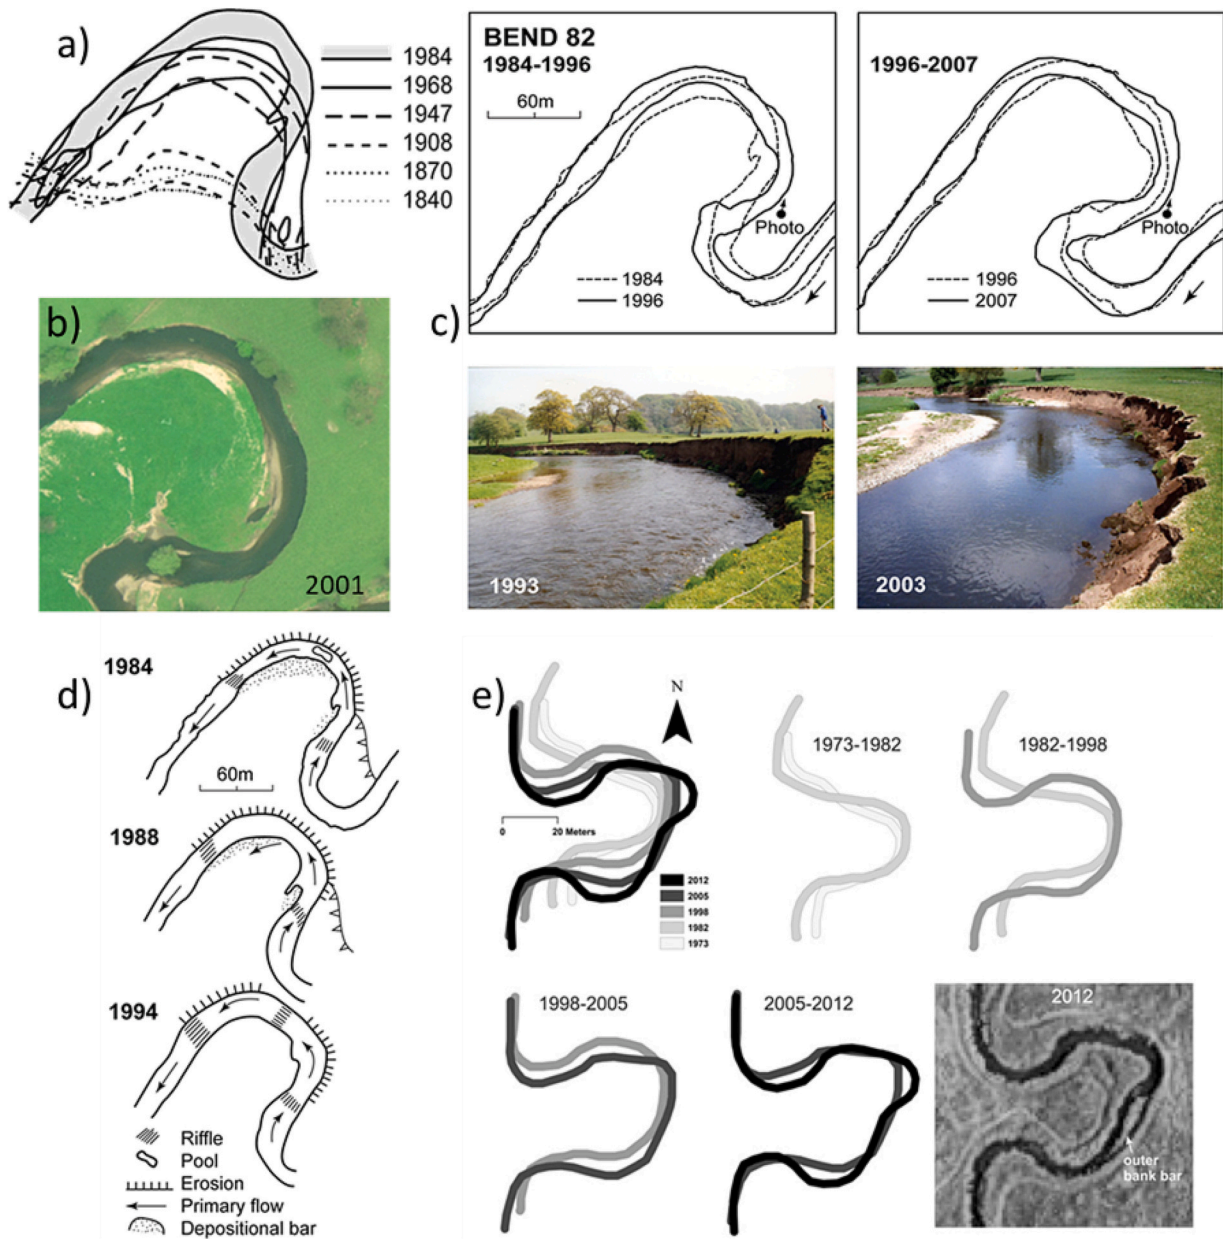 a)
1984
1968
1947
1908
1870
1840
BEND 82
1984-1996
60m
Photo
1984
1996
1996-2007
Photo
1996
2007
b)
2001
c)
1993
2003
d)
1984
60m
1988
1994
Riffle
Pool
Erosion
Primary flow
Depositional bar
e)
N
0 20 Meters
2012
2005
1998
1982
1973
1973-1982
1982-1998
1998-2005
2005-2012
2012
outer
bank bar